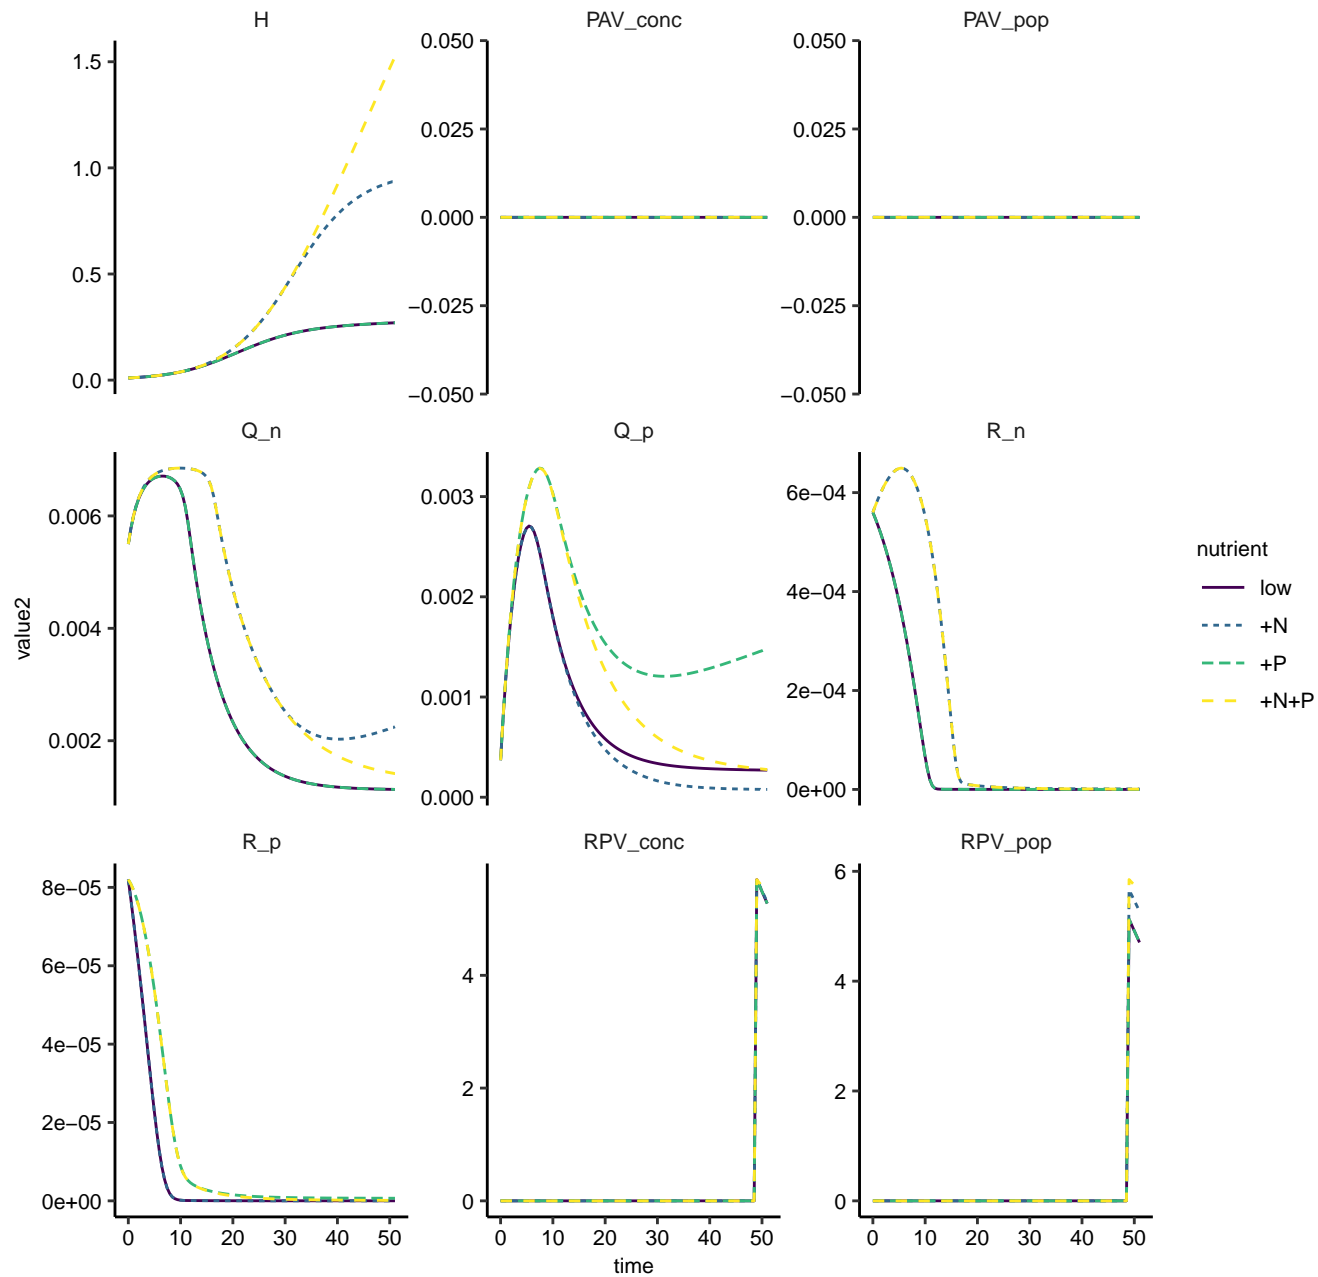 H
PAV_conc
PAV_pop
1.5
1.0
0.5
0.0
0.050
0.025
0.000
−0.025
−0.050
0.050
0.025
0.000
−0.025
−0.050
Q_n
Q_p
R_n
0.006
0.004
0.002
0.003
0.002
0.001
0.000
6e−04
4e−04
2e−04
0e+00
value2
R_p
RPV_conc
RPV_pop
8e−05
6e−05
4e−05
2e−05
0e+00
4
2
0
6
4
2
0
0 10 20 30 40 50
0 10 20 30 40 50
0 10 20 30 40 50
time
nutrient
low
+N
+P
+N+P